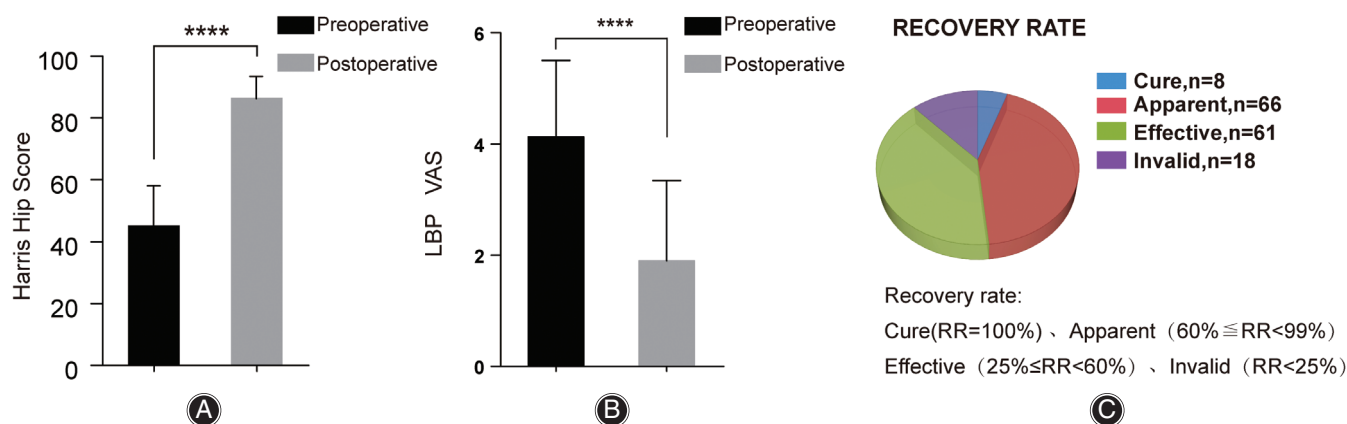 ****
Preoperative
Postoperative
100
80
60
40
20
0
Harris Hip Score
A
****
Preoperative
Postoperative
6
4
2
0
LBP VAS
B
RECOVERY RATE
Cure,n=8
Apparent,n=66
Effective,n=61
Invalid,n=18
Recovery rate:
Cure(RR=100%) 、 Apparent（60%≦RR<99%）
Effective（25%≤RR<60%）、 Invalid（RR<25%）
C